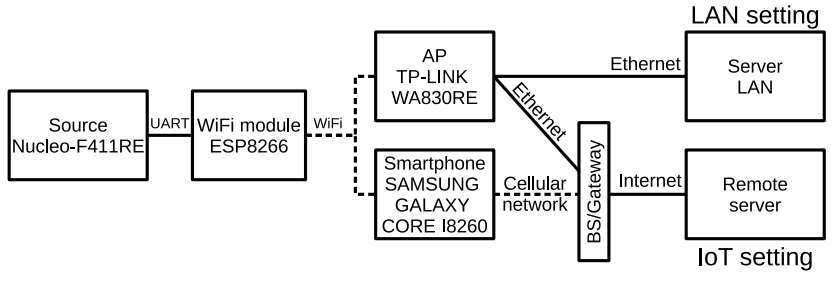 LAN setting
AP
TP-LINK
WA830RE
Ethernet
Server
LAN
Ethernet
Source
Nucleo-F411RE
UART
WiFi module
ESP8266
WiFi
Smartphone
SAMSUNG
GALAXY
CORE I8260
Cellular
network
BS/Gateway
Internet
Remote
server
IoT setting